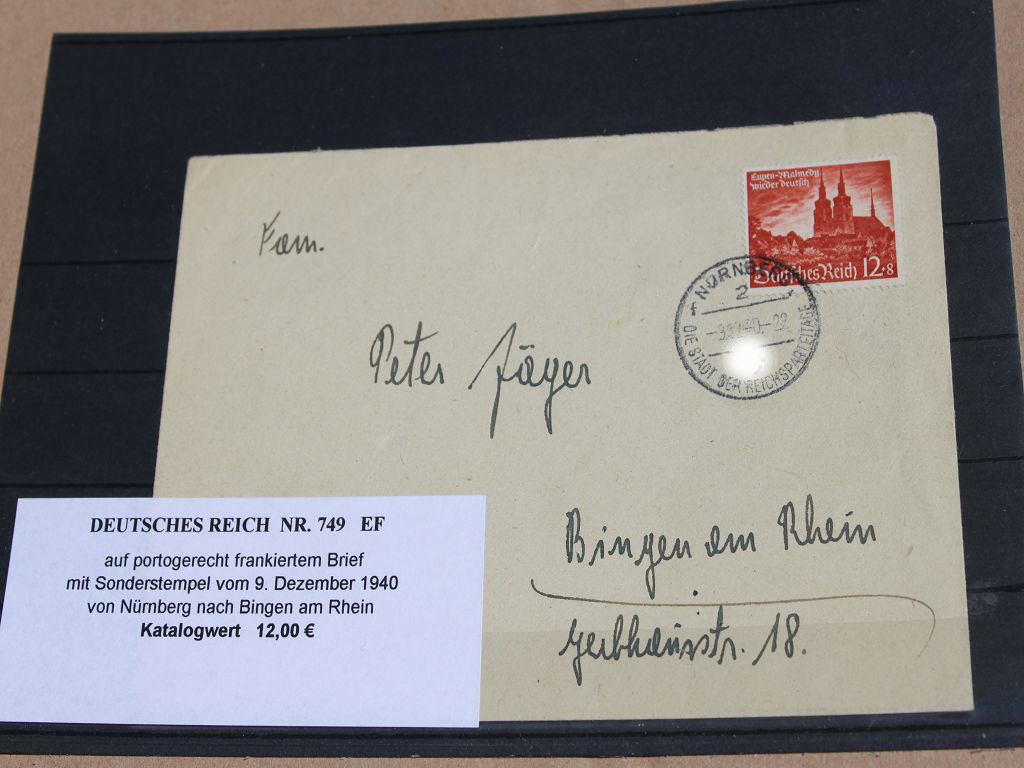 Eupen-Malmedy
wieder deutsch
Deutsches Reich 12+8
NÜRNBERG
2
DIE STADT DER REICHSPARTEITAGE
Fam.
Peter Jäger
Bingen am Rhein
18.
DEUTSCHES REICH NR. 749 EF
auf portogerecht frankiertem Brief
mit Sonderstempel vom 9. Dezember 1940
von Nürnberg nach Bingen am Rhein
Katalogwert 12,00 €